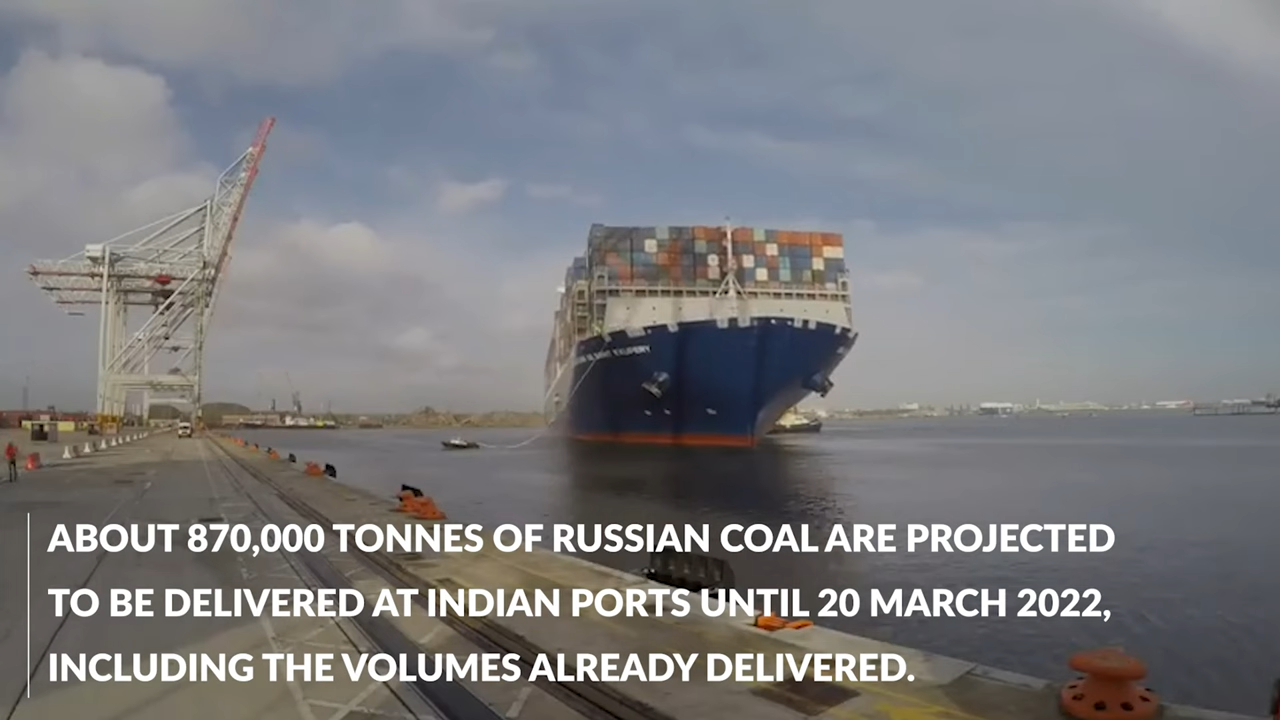 ABOUT 870,000 TONNES OF RUSSIAN COAL ARE PROJECTED
TO BE DELIVERED AT INDIAN PORTS UNTIL 20 MARCH 2022,
INCLUDING THE VOLUMES ALREADY DELIVERED.